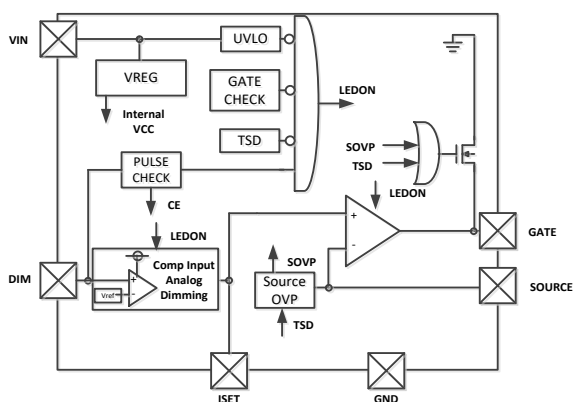 VIN
UVLO
VREG
GATE
CHECK
LEDON
Internal
VCC
TSD
SOVP
TSD
PULSE
CHECK
CE
LEDON
LEDON
+
-
GATE
DIM
Comp Input
Analog
Dimming
+
-
Vref
SOVP
Source
OVP
TSD
SOURCE
ISET
GND